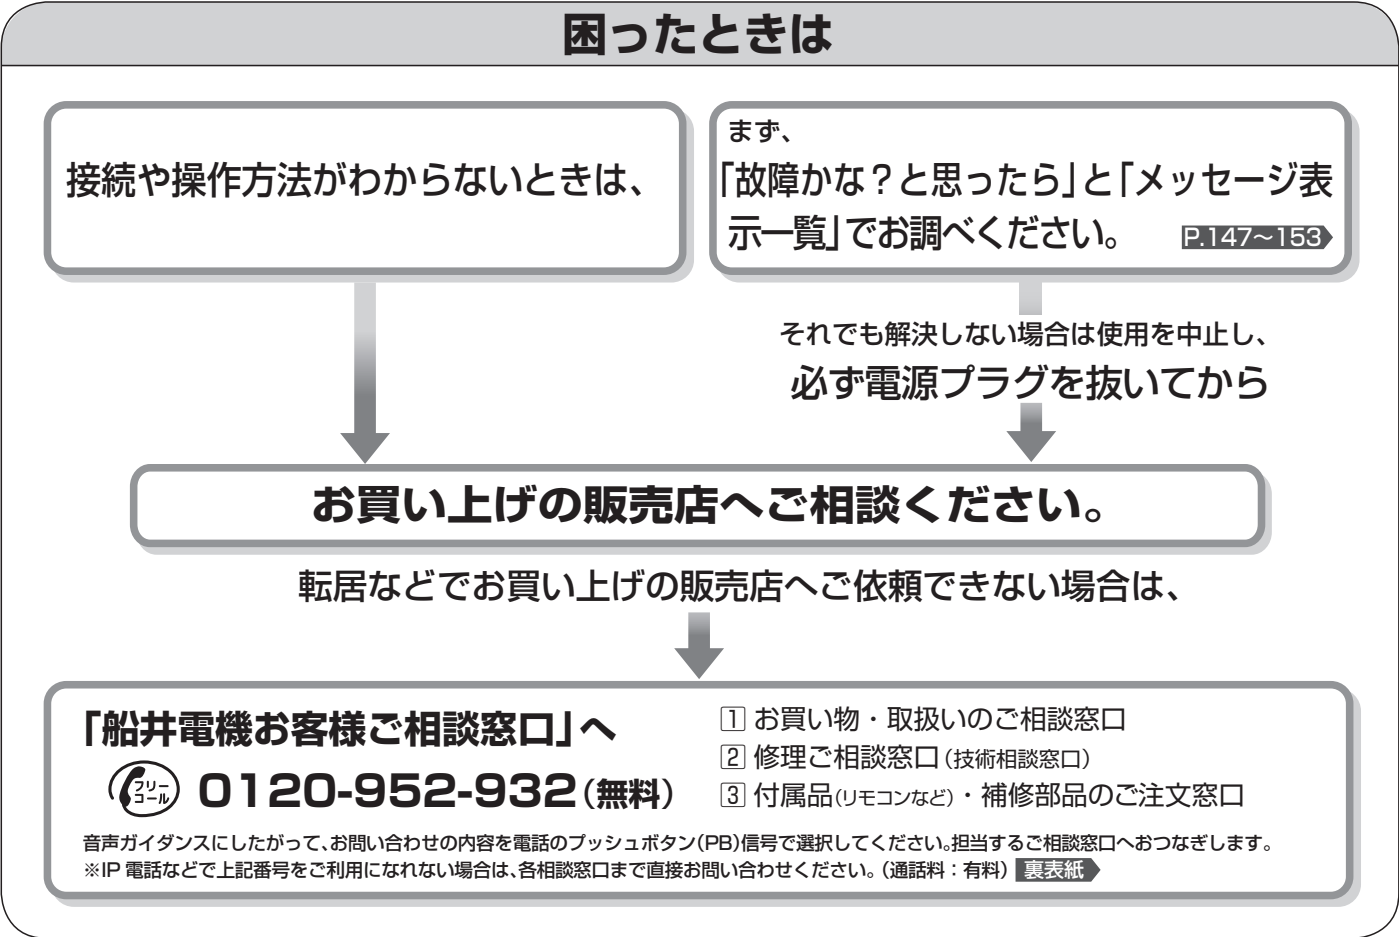 困ったときは
接続や操作方法がわからないときは、
まず、
「故障かな？と思ったら」と「メッセージ表
示一覧」でお調べください。 P.147〜153
それでも解決しない場合は使用を中止し、
必ず電源プラグを抜いてから
お買い上げの販売店へご相談ください。
転居などでお買い上げの販売店へご依頼できない場合は、
「船井電機お客様ご相談窓口」へ
フリーコール 0120-952-932(無料)
1 お買い物・取扱いのご相談窓口
2 修理ご相談窓口(技術相談窓口)
3 付属品(リモコンなど)・補修部品のご注文窓口
音声ガイダンスにしたがって、お問い合わせの内容を電話のプッシュボタン(PB)信号で選択してください。担当するご相談窓口へおつなぎします。
※IP 電話などで上記番号をご利用になれない場合は、各相談窓口まで直接お問い合わせください。(通話料：有料) 裏表紙